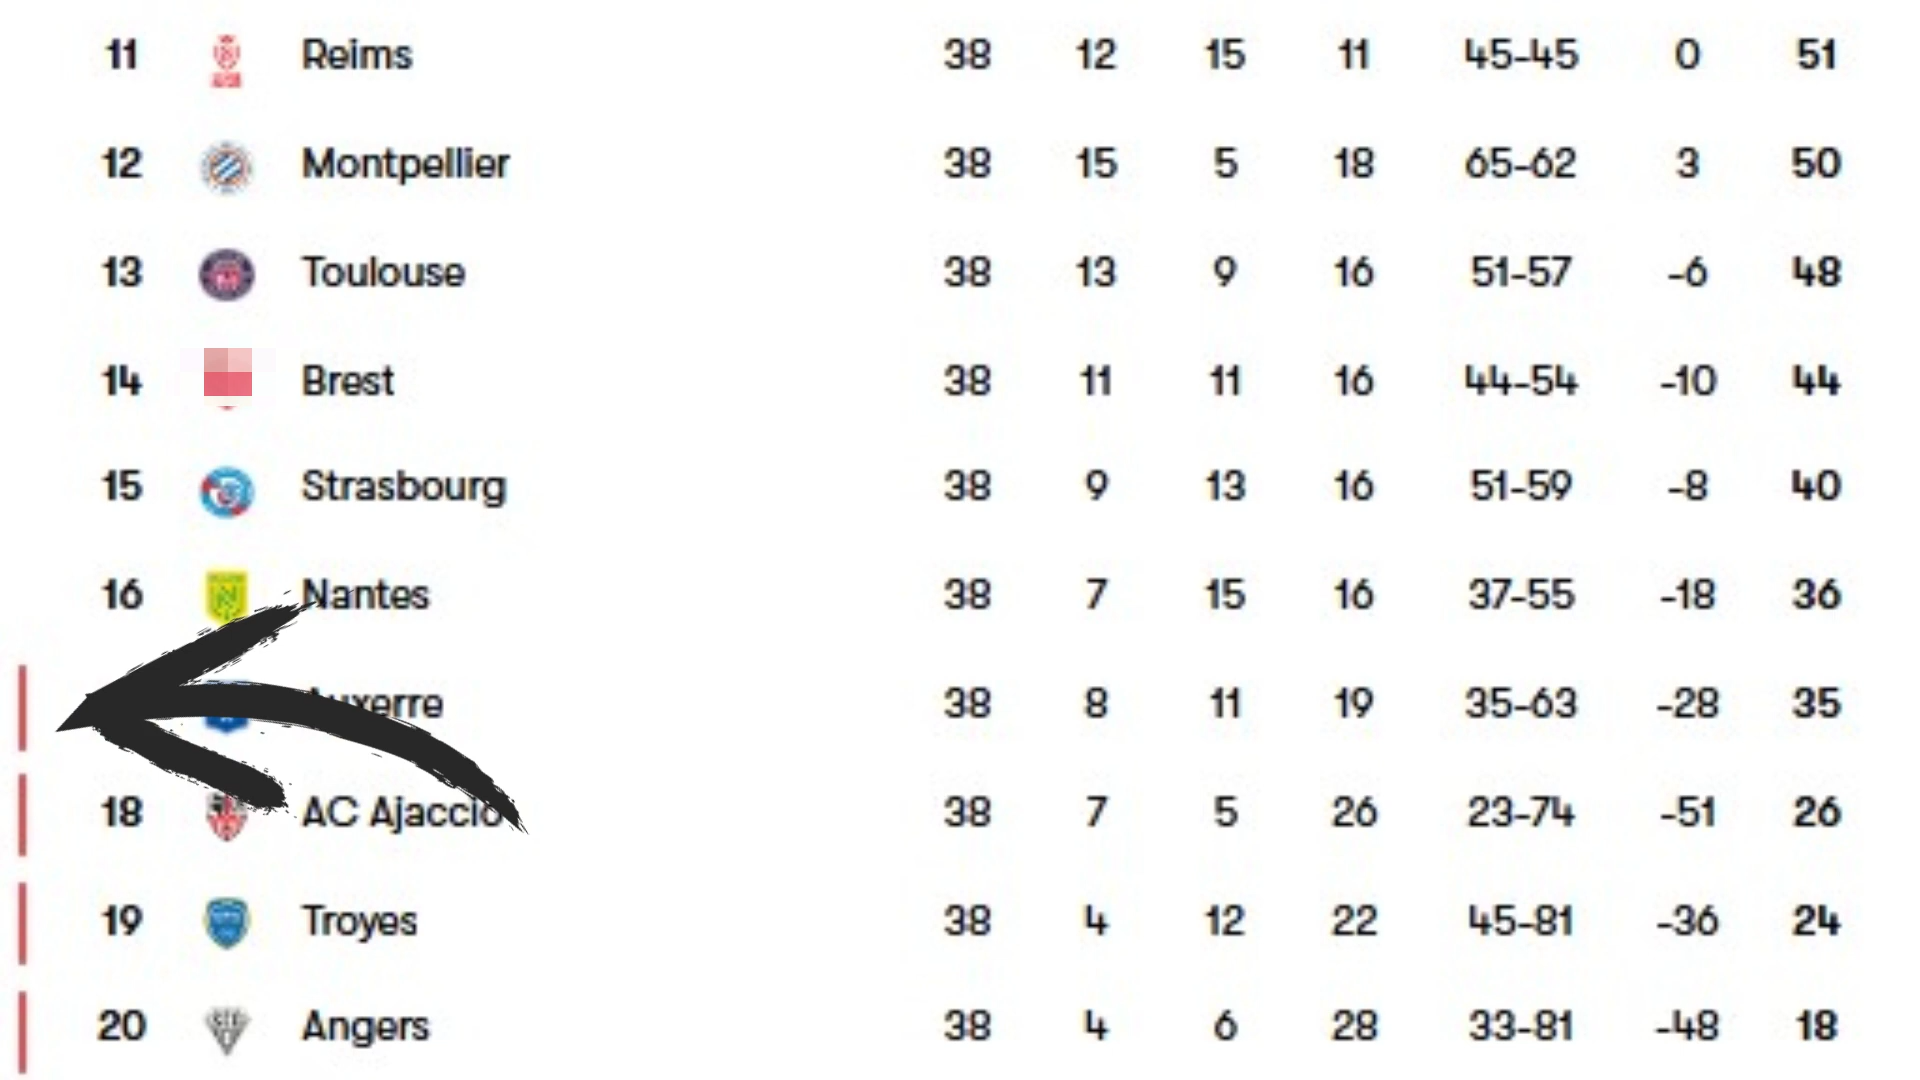 11 Reims 38 12 15 11 45-45 0 51
12 Montpellier 38 15 5 18 65-62 3 50
13 Toulouse 38 13 9 16 51-57 -6 48
14 Brest 38 11 11 16 44-54 -10 44
15 Strasbourg 38 9 13 16 51-59 -8 40
16 Nantes 38 7 15 16 37-55 -18 36
Auxerre 38 8 11 19 35-63 -28 35
18 AC Ajaccio 38 7 5 26 23-74 -51 26
19 Troyes 38 4 12 22 45-81 -36 24
20 Angers 38 4 6 28 33-81 -48 18